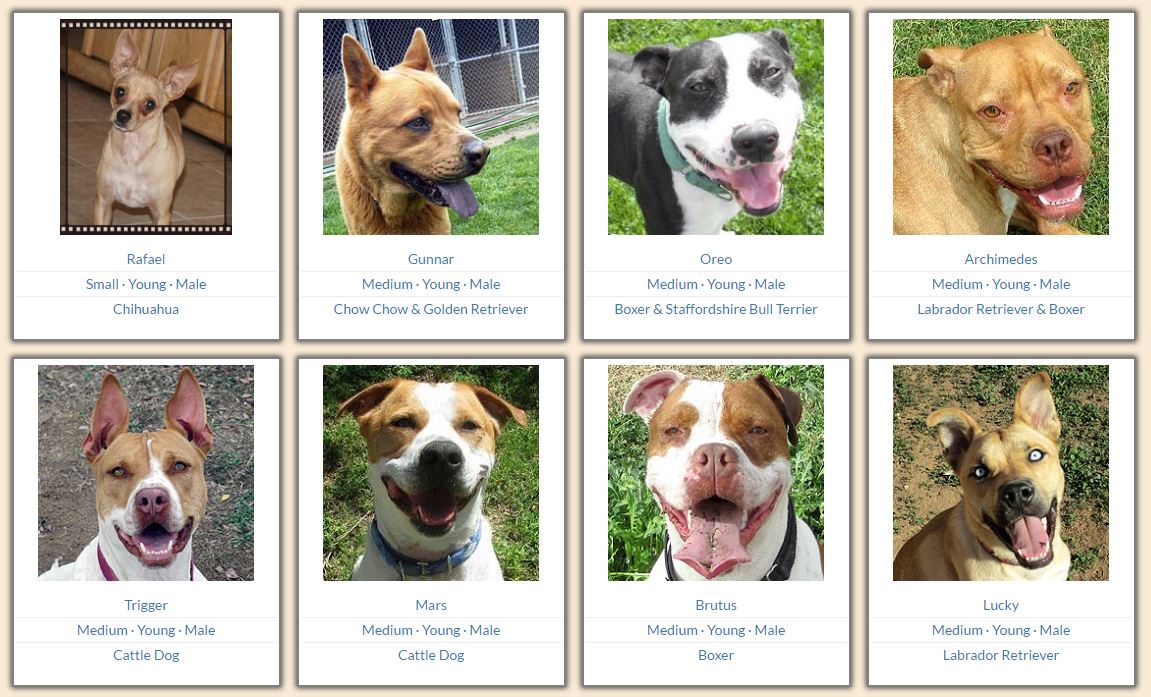 Rafael
Small · Young · Male
Chihuahua
Gunnar
Medium · Young · Male
Chow Chow & Golden Retriever
Oreo
Medium · Young · Male
Boxer & Staffordshire Bull Terrier
Archimedes
Medium · Young · Male
Labrador Retriever & Boxer
Trigger
Medium · Young · Male
Cattle Dog
Mars
Medium · Young · Male
Cattle Dog
Brutus
Medium · Young · Male
Boxer
Lucky
Medium · Young · Male
Labrador Retriever